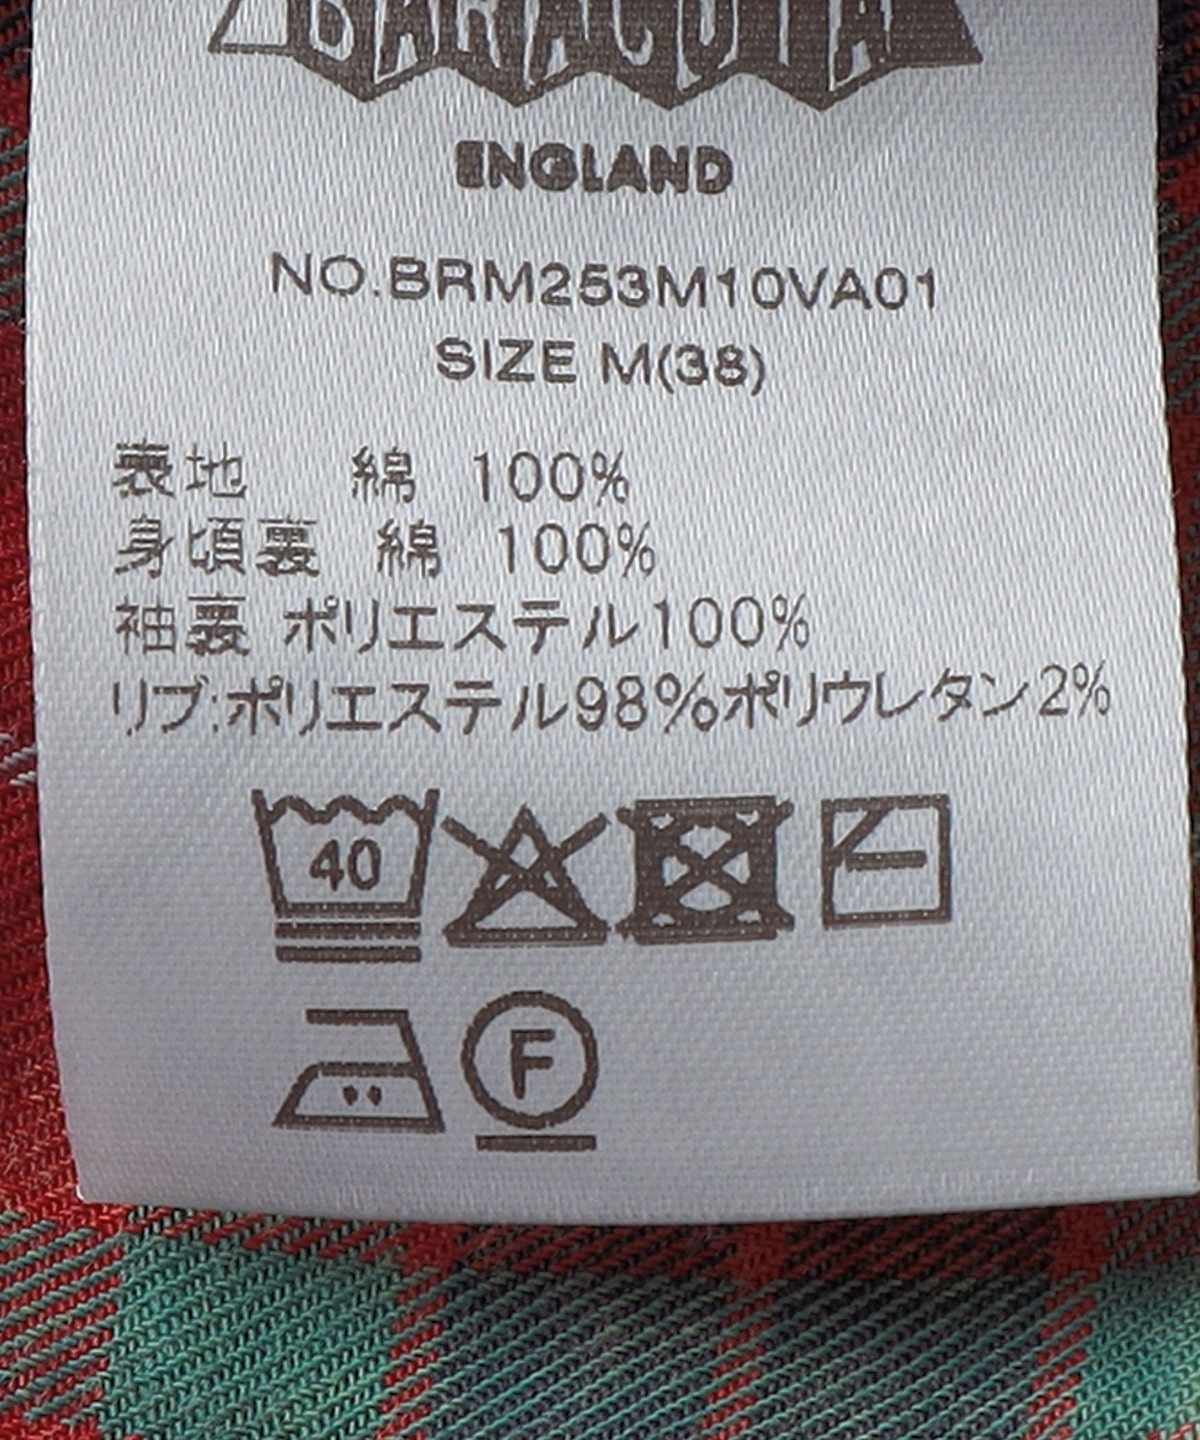 BARACUTA
ENGLAND
NO.BRM253M10VA01
SIZE M(38)
表地 綿 100%
身頃裏 綿 100%
袖裏 ポリエステル100%
リブ:ポリエステル98%ポリウレタン2%
40
F